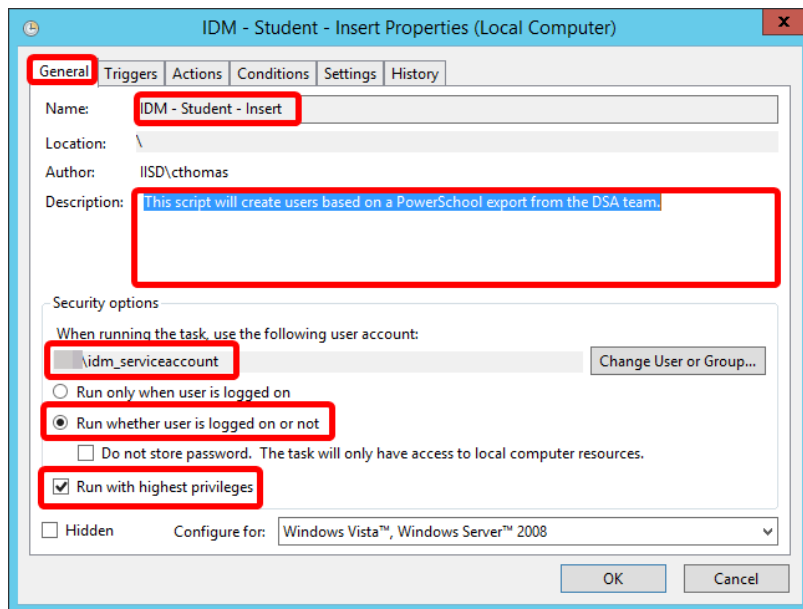 IDM - Student - Insert Properties (Local Computer)
x
General Triggers Actions Conditions Settings History
Name: IDM - Student - Insert
Location: \
Author: IISD\cthomas
Description: This script will create users based on a PowerSchool export from the DSA team.
Security options
When running the task, use the following user account:
\idm_serviceaccount Change User or Group...
Run only when user is logged on
Run whether user is logged on or not
Do not store password. The task will only have access to local computer resources.
Run with highest privileges
Hidden Configure for: Windows Vista™, Windows Server™ 2008
OK Cancel